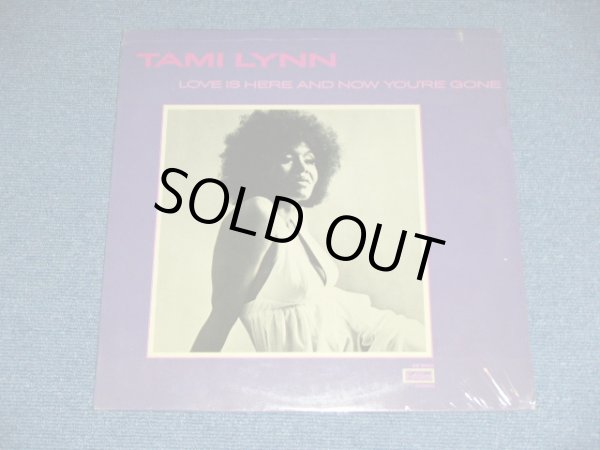 TAMI LYNN
LOVE IS HERE AND NOW YOU'RE GONE
SOLD OUT